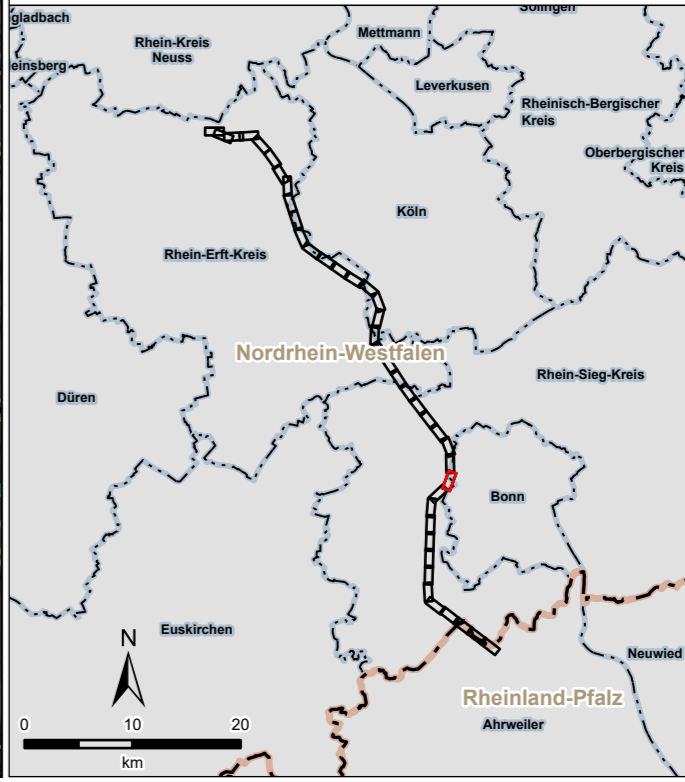 gladbach
Solingen
Mettmann
Rhein-Kreis
Neuss
einsberg
Leverkusen
Rheinisch-Bergischer
Kreis
Oberbergischer
Kreis
Köln
Rhein-Erft-Kreis
Nordrhein-Westfalen
Rhein-Sieg-Kreis
Düren
Bonn
Euskirchen
N
Neuwied
Rheinland-Pfalz
Ahrweiler
0 10 20
km